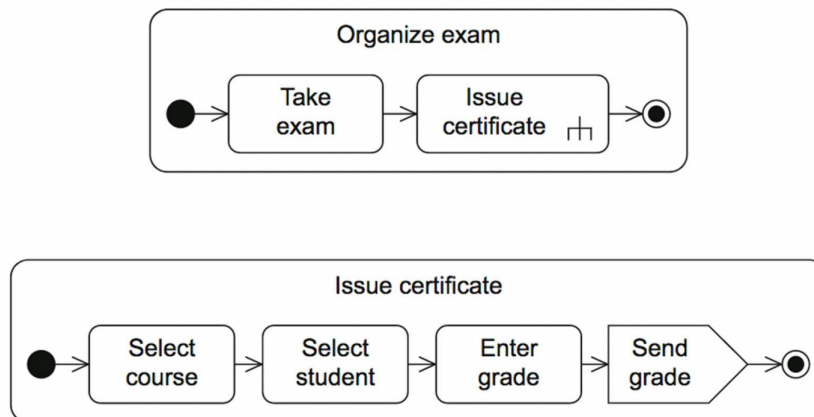 Organize exam
Take
exam
Issue
certificate
Issue certificate
Select
course
Select
student
Enter
grade
Send
grade